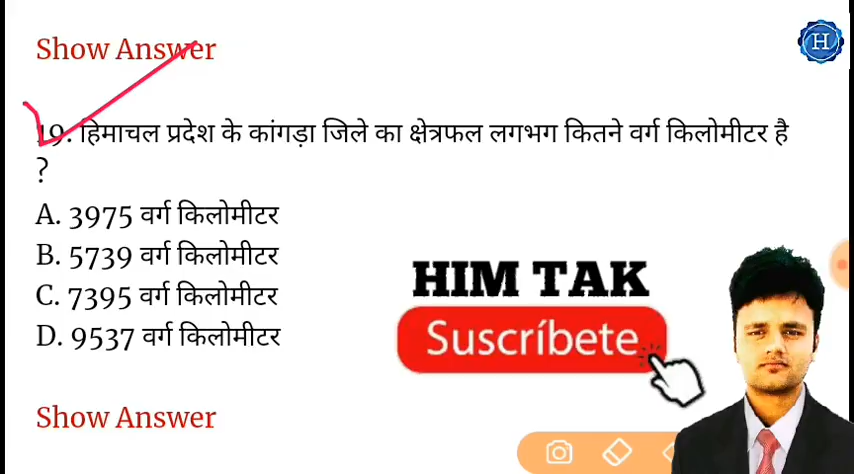 Show Answer
H
19. हिमाचल प्रदेश के कांगड़ा जिले का क्षेत्रफल लगभग कितने वर्ग किलोमीटर है
?
A. 3975 वर्ग किलोमीटर
B. 5739 वर्ग किलोमीटर
C. 7395 वर्ग किलोमीटर
D. 9537 वर्ग किलोमीटर
HIM TAK
Suscríbete
Show Answer